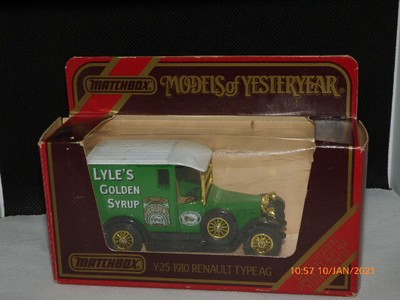 MATCHBOX
MODELS of YESTERYEAR
LYLE'S
GOLDEN
SYRUP
MATCHBOX
Y-25 1910 RENAULT TYPE AG
10:57 10/JAN/2021